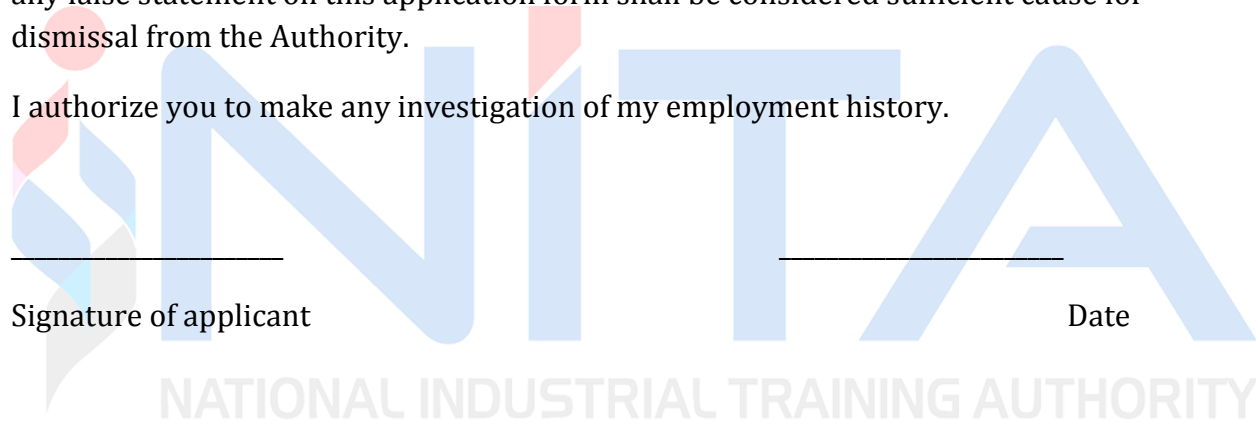 any false statement on this application form shall be considered sufficient cause for
dismissal from the Authority.
I authorize you to make any investigation of my employment history.
Signature of applicant Date
NITA
NATIONAL INDUSTRIAL TRAINING AUTHORITY